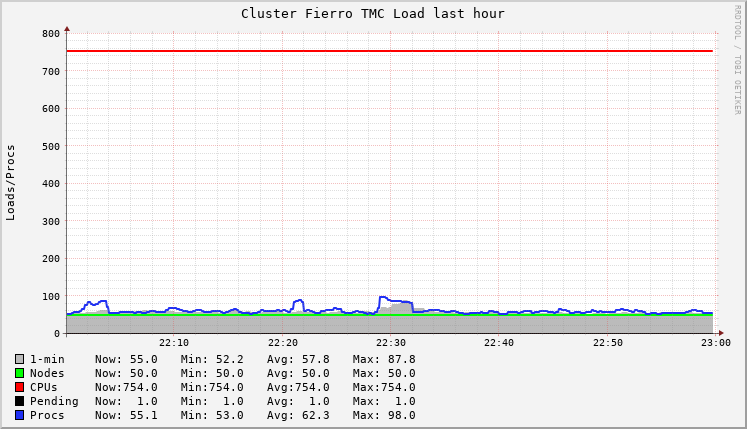 Cluster Fierro TMC Load last hour
RRDTOOL / TOBI OETIKER
Loads/Procs
800
700
600
500
400
300
200
100
0
22:10 22:20 22:30 22:40 22:50 23:00
1-min Now: 55.0 Min: 52.2 Avg: 57.8 Max: 87.8
Nodes Now: 50.0 Min: 50.0 Avg: 50.0 Max: 50.0
CPUs Now:754.0 Min:754.0 Avg:754.0 Max:754.0
Pending Now: 1.0 Min: 1.0 Avg: 1.0 Max: 1.0
Procs Now: 55.1 Min: 53.0 Avg: 62.3 Max: 98.0